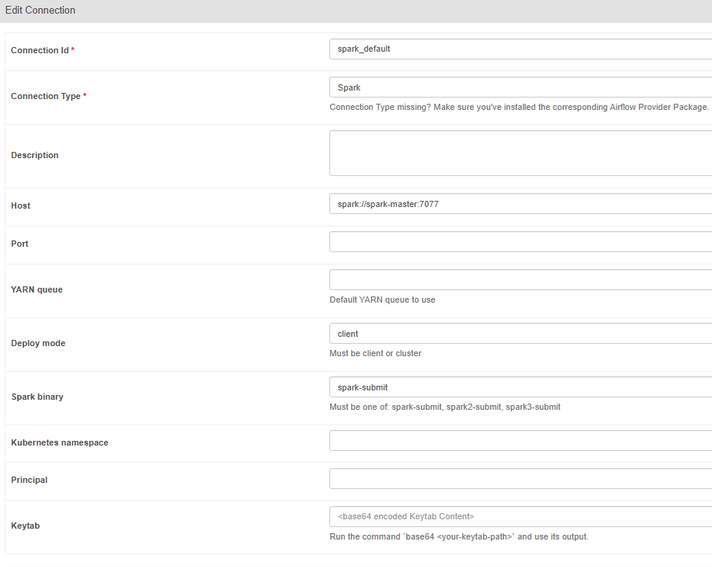 Edit Connection
Connection Id *
spark_default
Connection Type *
Spark
Connection Type missing? Make sure you've installed the corresponding Airflow Provider Package.
Description
Host
spark://spark-master:7077
Port
YARN queue
Default YARN queue to use
Deploy mode
client
Must be client or cluster
Spark binary
spark-submit
Must be one of: spark-submit, spark2-submit, spark3-submit
Kubernetes namespace
Principal
Keytab
<base64 encoded Keytab Content>
Run the command `base64 <your-keytab-path>` and use its output.